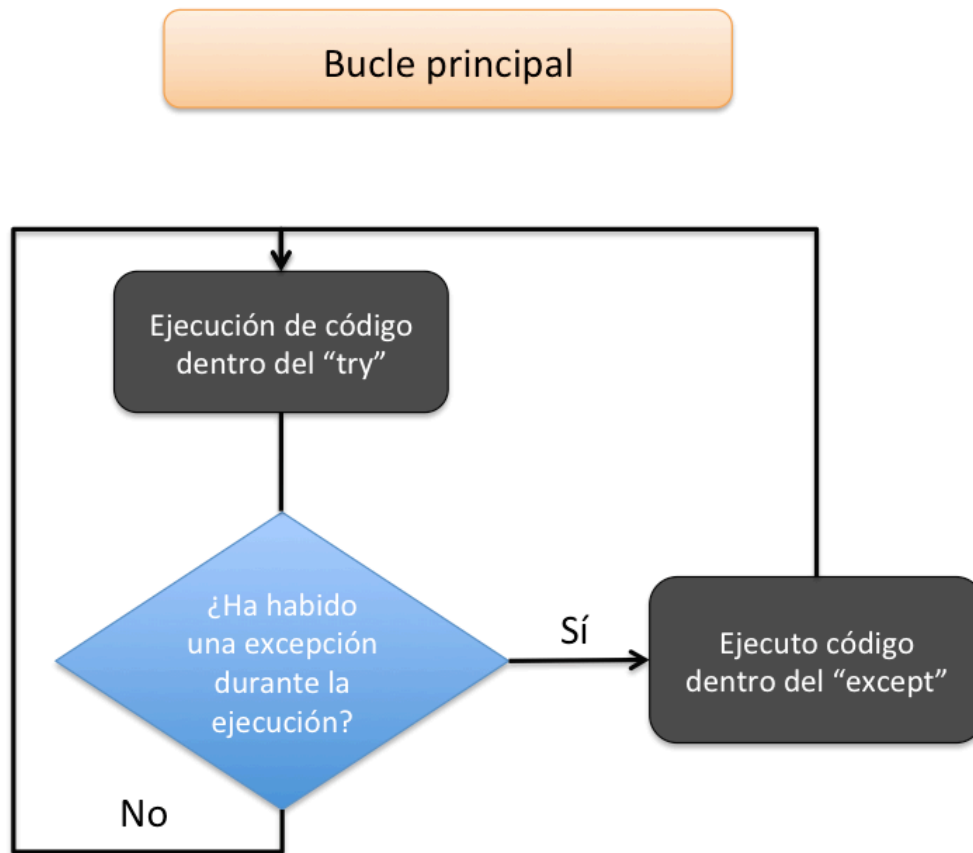 Bucle principal
Ejecución de código
dentro del “try”
¿Ha habido
una excepción
durante la
ejecución?
Sí
Ejecuto código
dentro del “except”
No